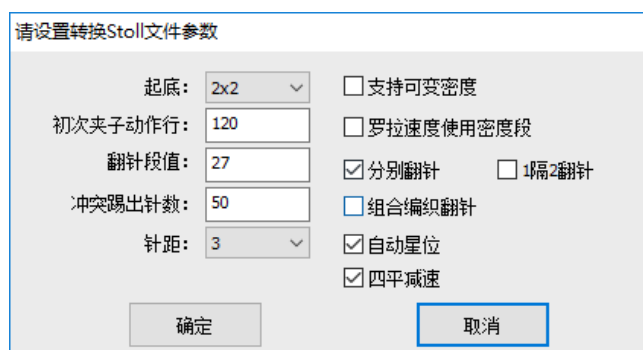 请设置转换Stoll文件参数
起底： 2x2 支持可变密度
初次夹子动作行： 120 罗拉速度使用密度段
翻针段值： 27 分别翻针 1隔2翻针
冲突踢出针数： 50 组合编织翻针
针距： 3 自动星位
四平减速
确定 取消